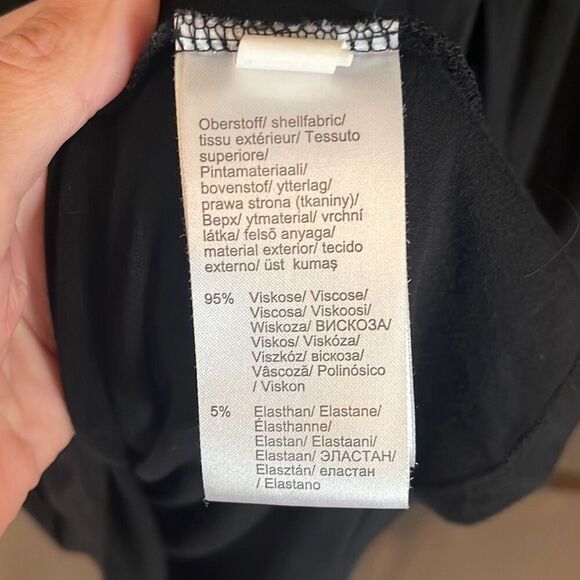 Oberstoff/ shellfabric/
tissu extérieur/ Tessuto
superiore/
Pintamateriaali/
bovenstof/ ytterlag/
prawa strona (tkaniny)/
Верх/ ytmaterial/ vrchní
látka/ felső anyaga/
material exterior/ tecido
externo/ üst kumaş
95% Viskose/ Viscose/
Viscosa/ Viskoosi/
Wiskoza/ ВИСКОЗА/
Viskos/ Viskóza/
Viszkóz/ віскоза/
Vâscoză/ Polinósico
/ Viskon
5% Elasthan/ Elastane/
Élasthanne/
Elastan/ Elastaani/
Elastaan/ ЭЛАСТАН/
Elasztán/ еластан
/ Elastano